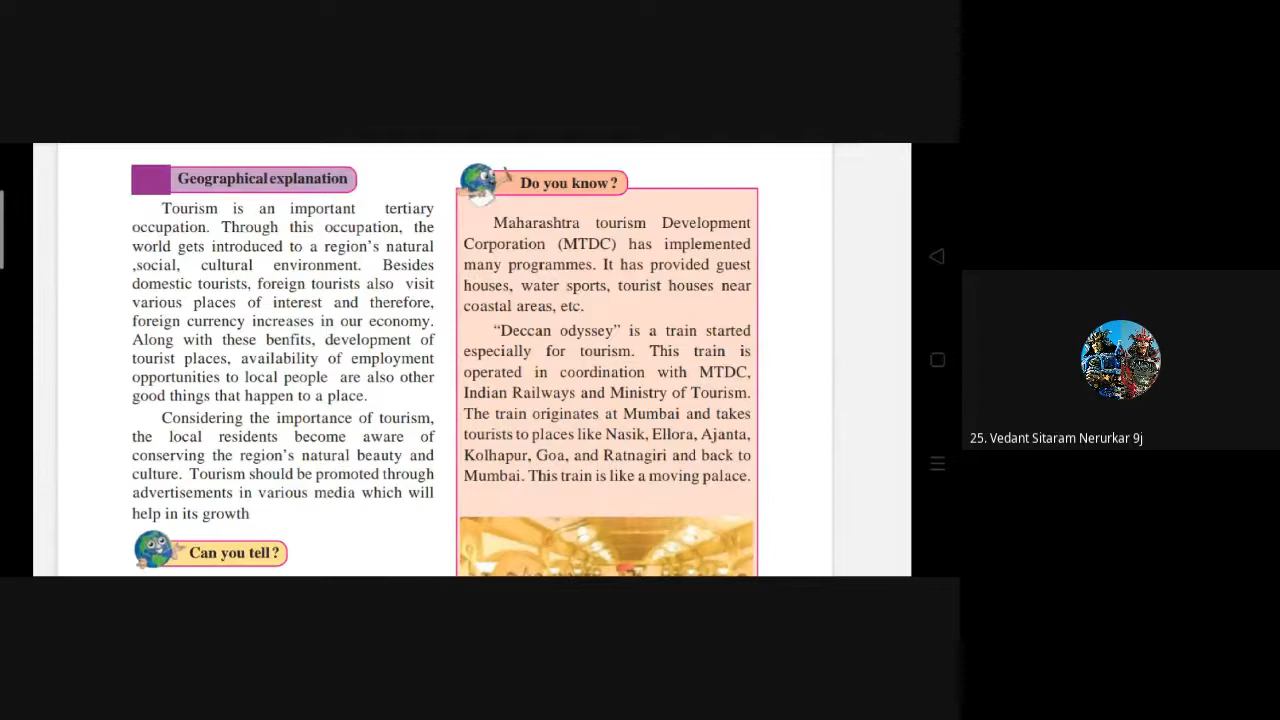 Geographical explanation
Tourism is an important tertiary
occupation. Through this occupation, the
world gets introduced to a region's natural
,social, cultural environment. Besides
domestic tourists, foreign tourists also visit
various places of interest and therefore,
foreign currency increases in our economy.
Along with these benfits, development of
tourist places, availability of employment
opportunities to local people are also other
good things that happen to a place.
Considering the importance of tourism,
the local residents become aware of
conserving the region's natural beauty and
culture. Tourism should be promoted through
advertisements in various media which will
help in its growth
Can you tell ?
Do you know ?
Maharashtra tourism Development
Corporation (MTDC) has implemented
many programmes. It has provided guest
houses, water sports, tourist houses near
coastal areas, etc.
“Deccan odyssey” is a train started
especially for tourism. This train is
operated in coordination with MTDC,
Indian Railways and Ministry of Tourism.
The train originates at Mumbai and takes
tourists to places like Nasik, Ellora, Ajanta,
Kolhapur, Goa, and Ratnagiri and back to
Mumbai. This train is like a moving palace.
25. Vedant Sitaram Nerurkar 9j